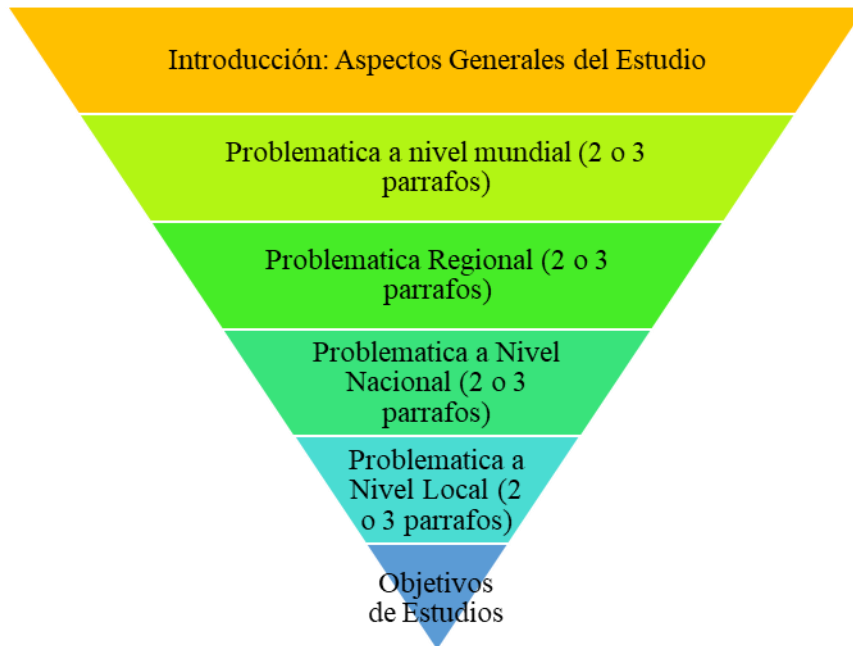 Introducción: Aspectos Generales del Estudio
Problematica a nivel mundial (2 o 3
parrafos)
Problematica Regional (2 o 3
parrafos)
Problematica a Nivel
Nacional (2 o 3
parrafos)
Problematica a
Nivel Local (2
o 3 parrafos)
Objetivos
de Estudios